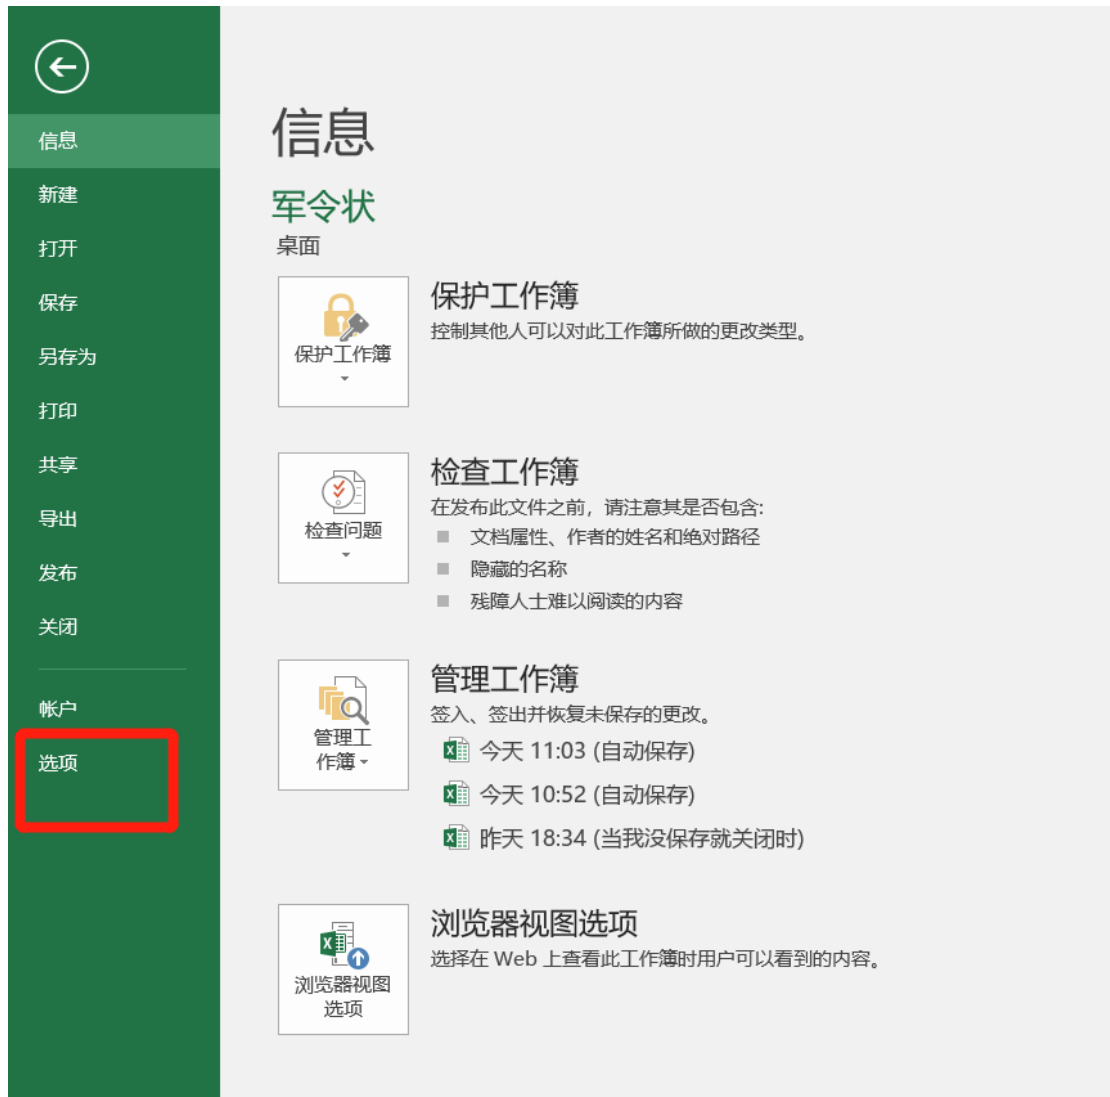 信息
新建
打开
保存
另存为
打印
共享
导出
发布
关闭
帐户
选项
信息
军令状
桌面
保护工作簿
保护工作簿
控制其他人可以对此工作簿所做的更改类型。
检查问题
检查工作簿
在发布此文件之前，请注意其是否包含:
文档属性、作者的姓名和绝对路径
隐藏的名称
残障人士难以阅读的内容
管理工
作簿
管理工作簿
签入、签出并恢复未保存的更改。
今天 11:03 (自动保存)
今天 10:52 (自动保存)
昨天 18:34 (当我没保存就关闭时)
浏览器视图
选项
浏览器视图选项
选择在 Web 上查看此工作簿时用户可以看到的内容。